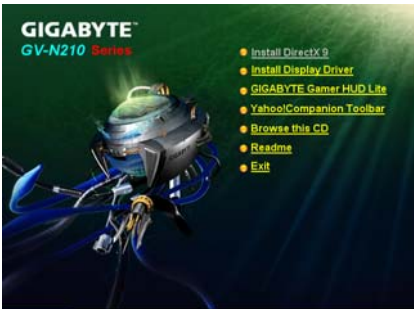 GIGABYTE™
GV-N210 Series
Install DirectX 9
Install Display Driver
GIGABYTE Gamer HUD Lite
Yahoo!Companion Toolbar
Browse this CD
Readme
Exit
GIGABYTE